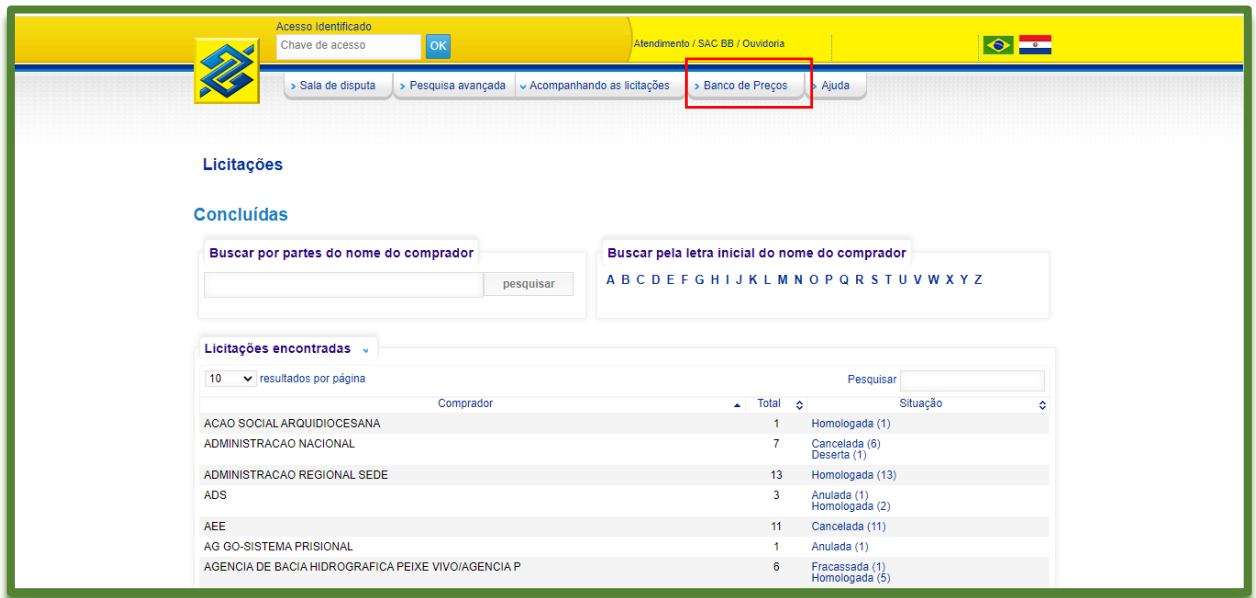 Acesso Identificado
Chave de acesso OK
Atendimento / SAC BB / Ouvidoria
Sala de disputa Pesquisa avançada Acompanhando as licitações Banco de Preços Ajuda
Licitações
Concluídas
Buscar por partes do nome do comprador
pesquisar
Buscar pela letra inicial do nome do comprador
A B C D E F G H I J K L M N O P Q R S T U V W X Y Z
Licitações encontradas
10 resultados por página Pesquisar
Comprador Total Situação
ACAO SOCIAL ARQUIDIOCESANA 1 Homologada (1)
ADMINISTRACAO NACIONAL 7 Cancelada (6)
Deserta (1)
ADMINISTRACAO REGIONAL SEDE 13 Homologada (13)
ADS 3 Anulada (1)
Homologada (2)
AEE 11 Cancelada (11)
AG GO-SISTEMA PRISIONAL 1 Anulada (1)
AGENCIA DE BACIA HIDROGRAFICA PEIXE VIVO/AGENCIA P 6 Fracassada (1)
Homologada (5)